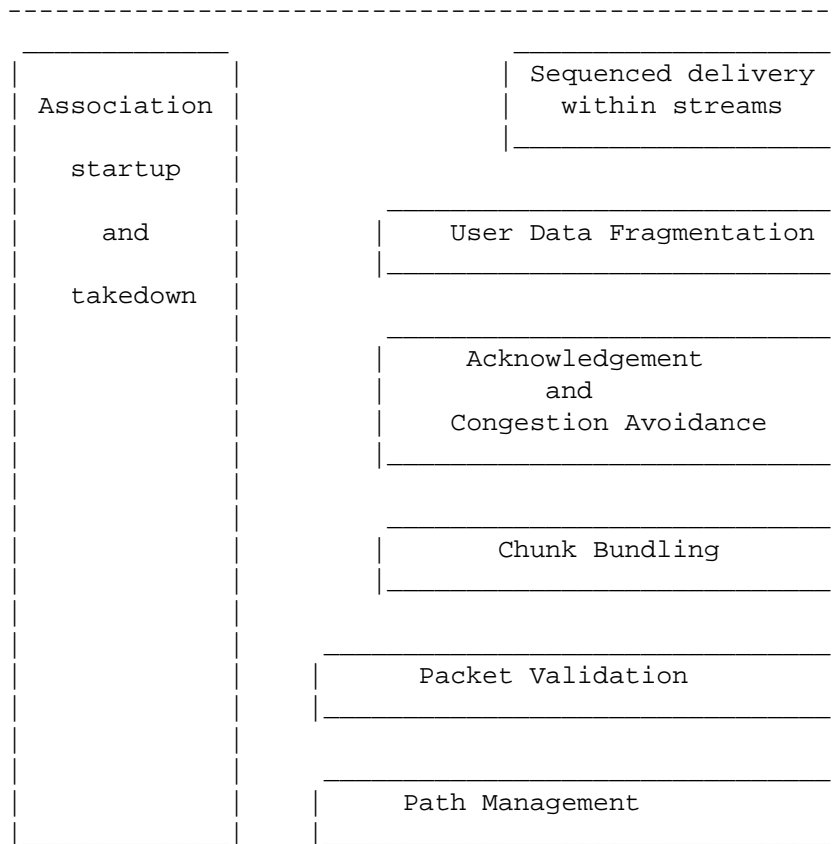 Sequenced delivery
Association within streams
startup
and User Data Fragmentation
takedown
Acknowledgement
and
Congestion Avoidance
Chunk Bundling
Packet Validation
Path Management